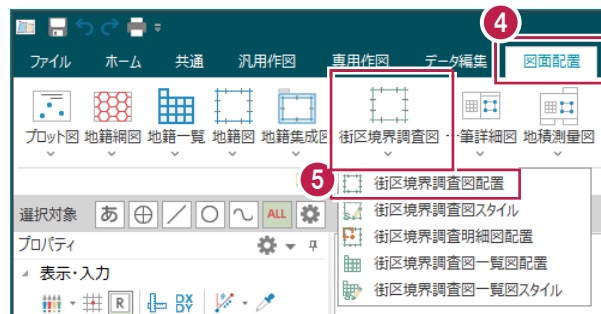 4
ファイル ホーム 共通 汎用作図 専用作図 データ編集 図面配置
プロット図 地籍網図 地籍一覧 地籍図 地籍集成図 街区境界調査図 一筆詳細図 地積測量図
5 街区境界調査図配置
選択対象 あ ALL 街区境界調査図スタイル
プロパティ 街区境界調査明細図配置
表示・入力 街区境界調査図一覧図配置
R DX DY 街区境界調査図一覧図スタイル